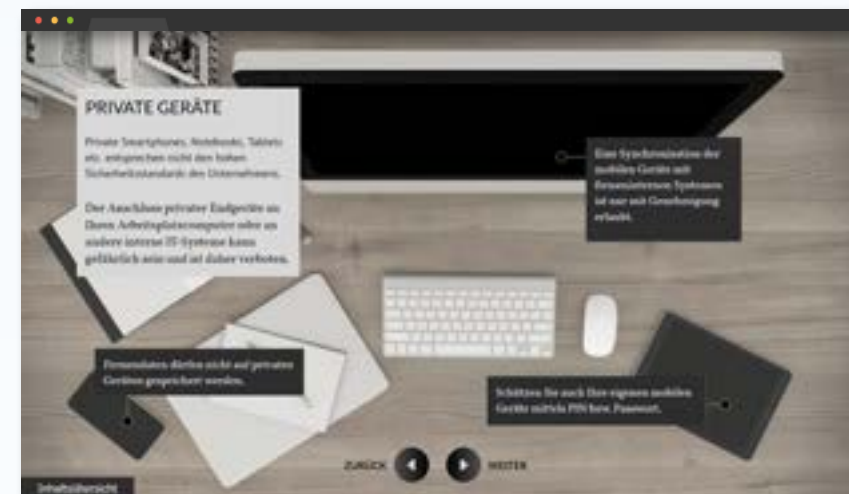 PRIVATE GERÄTE
Private Smartphones, Notebooks, Tablets
etc. entsprechen nicht den hohen
Sicherheitsstandards des Unternehmens.
Der Anschluss privater Endgeräte an
Ihren Arbeitsplatzcomputer oder an
andere interne IT-Systeme kann
gefährlich sein und ist daher verboten.
Eine Synchronisation der
mobilen Geräte mit
firmeninternen Systemen
ist nur mit Genehmigung
erlaubt.
Firmendaten dürfen nicht auf privaten
Geräten gespeichert werden.
Schützen Sie auch Ihre eigenen mobilen
Geräte mittels PIN bzw. Passwort.
ZURÜCK
WEITER
Inhaltsübersicht